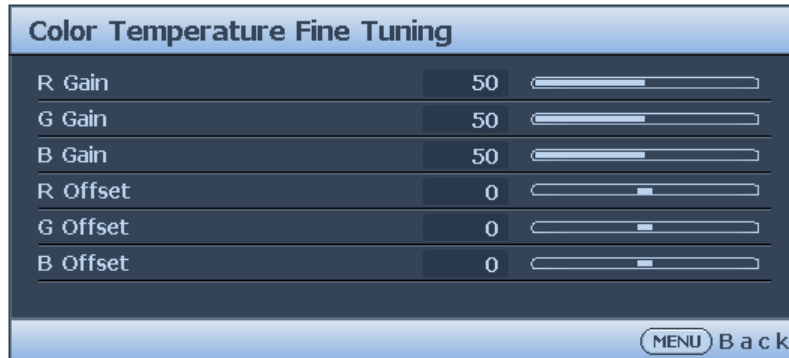 Color Temperature Fine Tuning
R Gain 50
G Gain 50
B Gain 50
R Offset 0
G Offset 0
B Offset 0
MENU Back